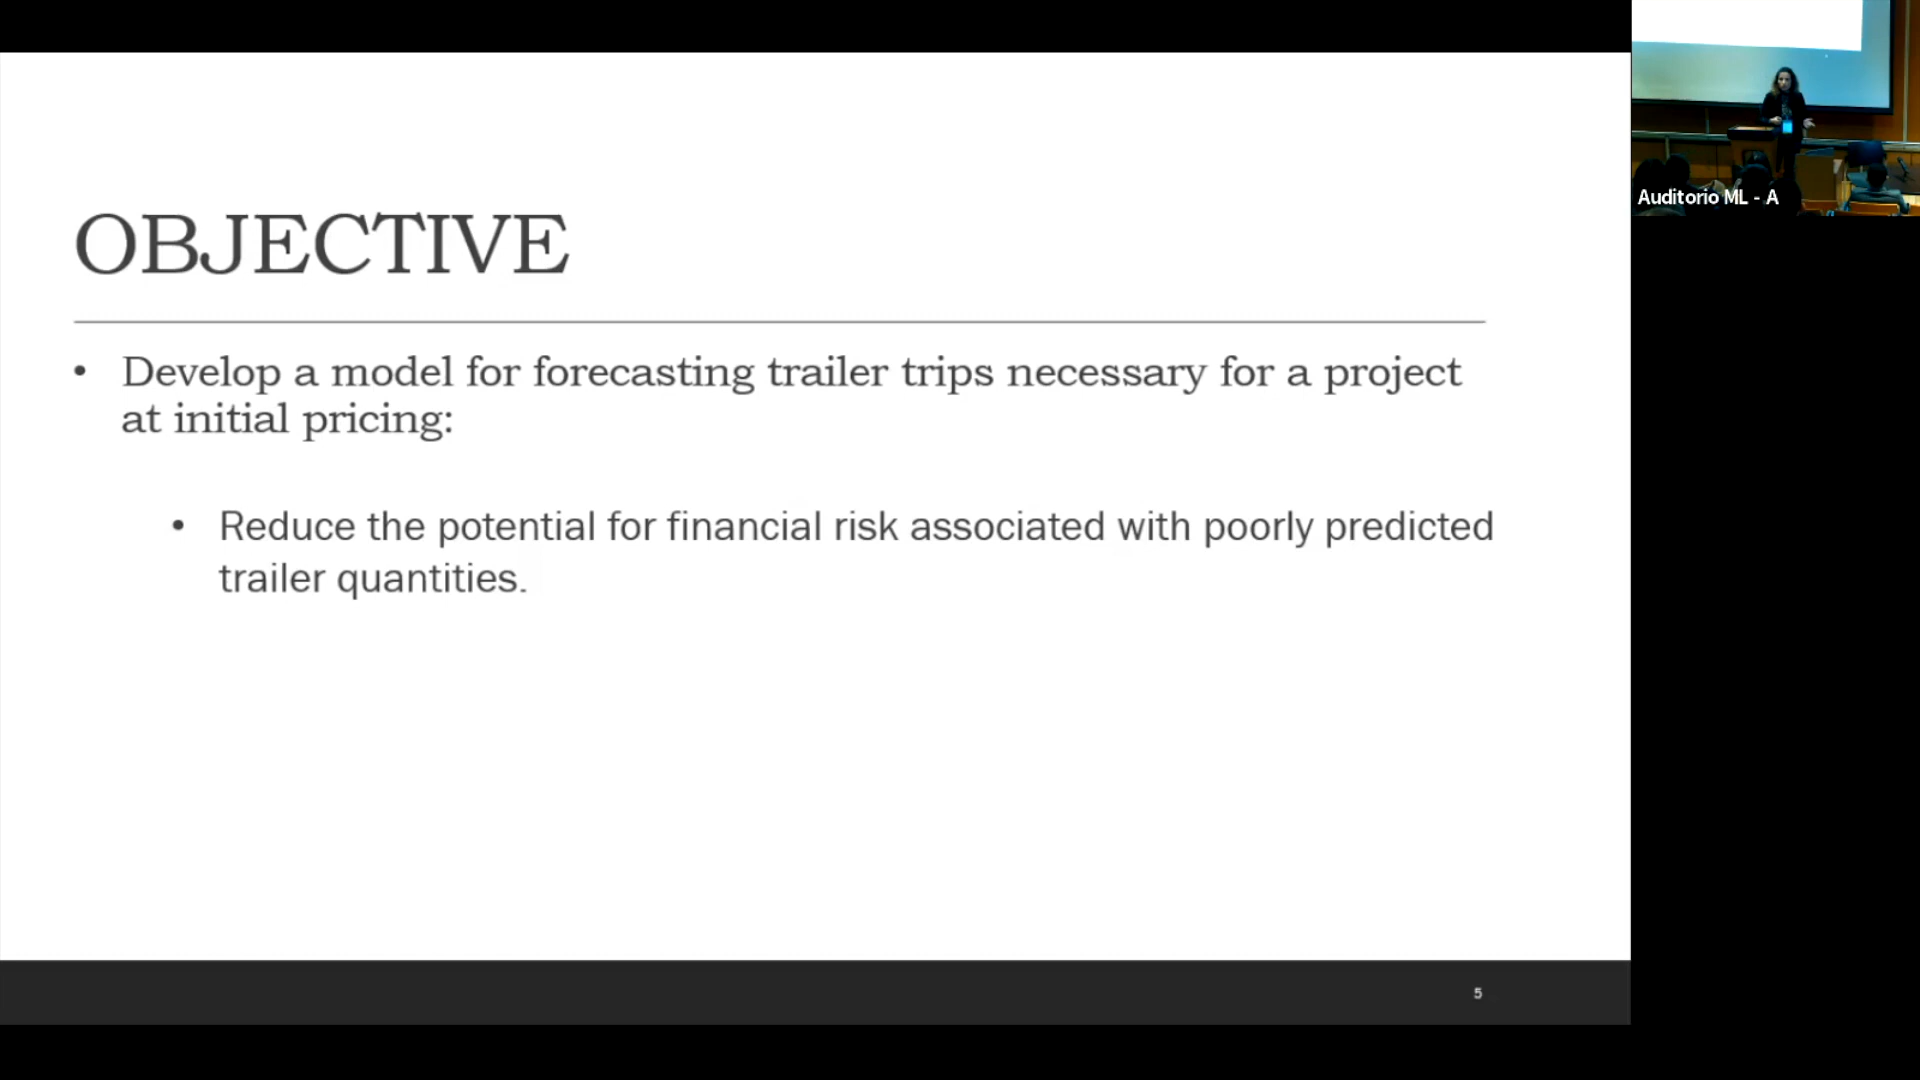 OBJECTIVE
• Develop a model for forecasting trailer trips necessary for a project
at initial pricing:
• Reduce the potential for financial risk associated with poorly predicted
trailer quantities.
5
Auditorio ML - A